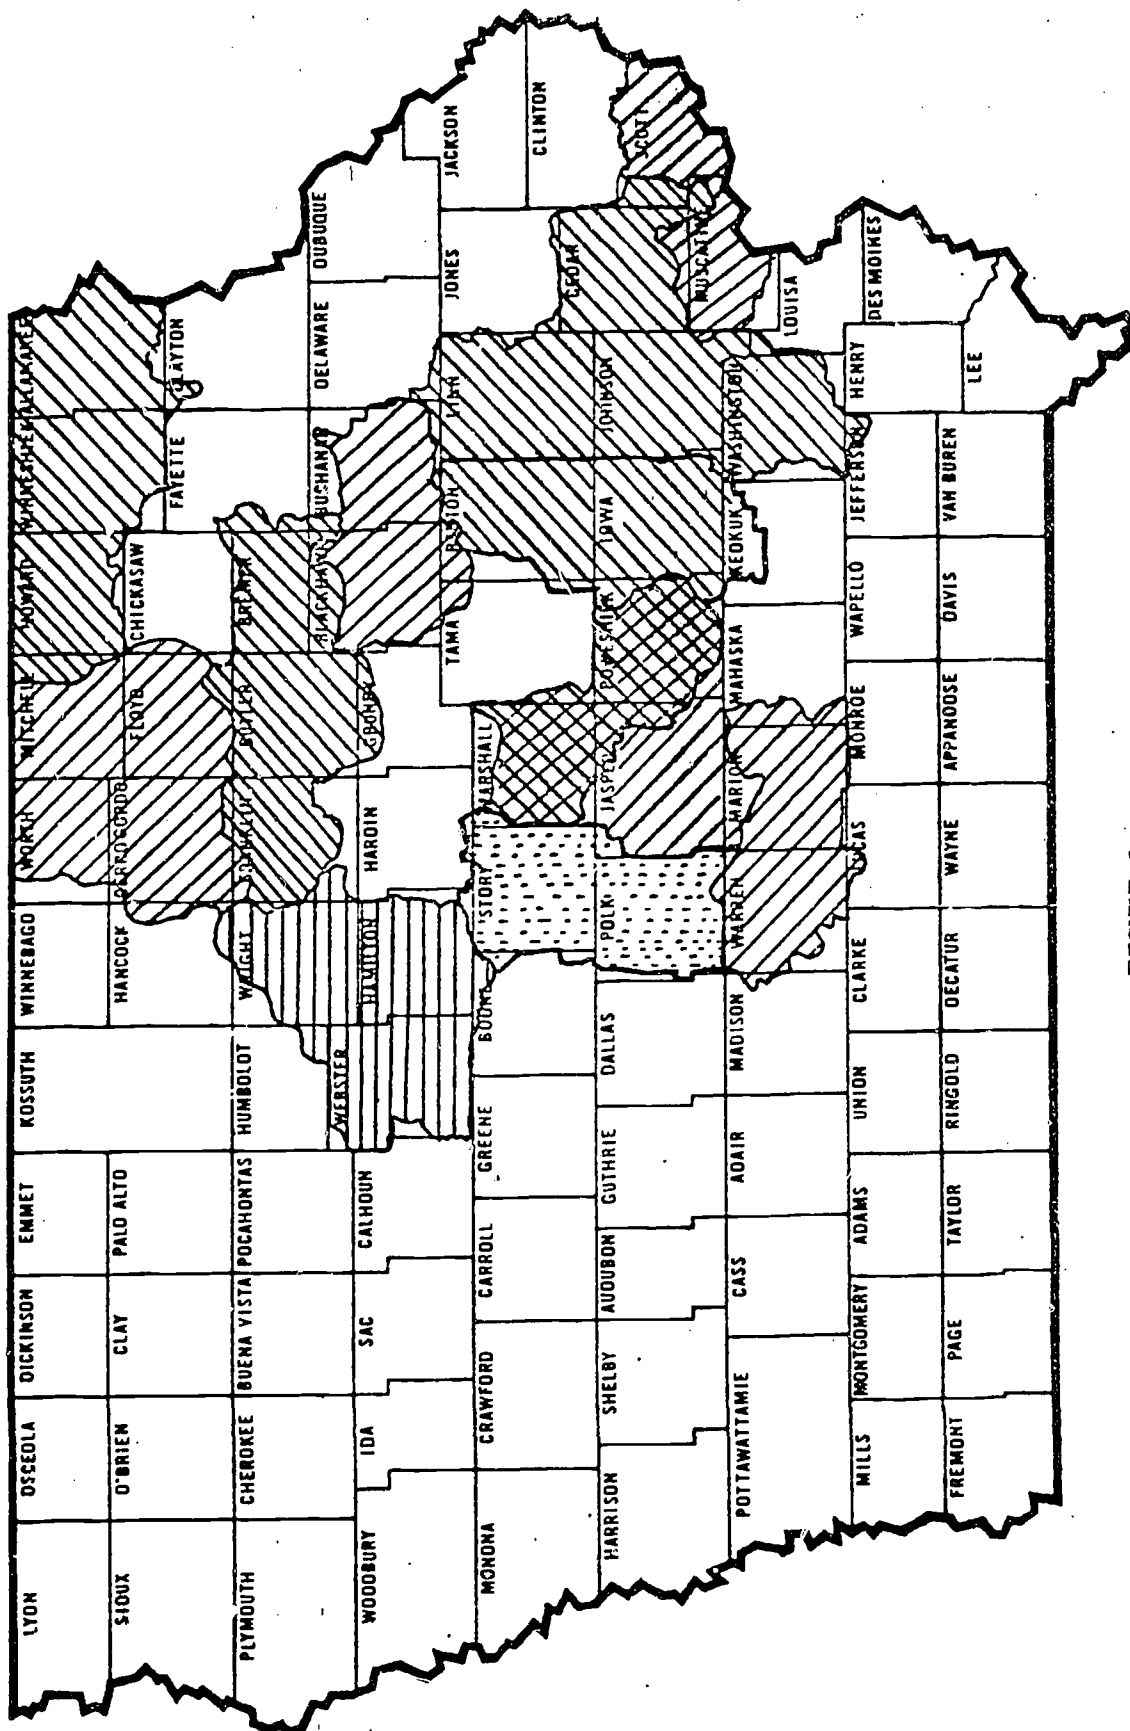 LYON
OSCEOLA
DICKINSON
EMMET
KOSSUTH
WINNEBAGO
WORTH
MITCHELL
HOWARD
WINNESHIEK
ALLAMAKEE
SIOUX
O'BRIEN
CLAY
PALO ALTO
HANCOCK
CERRO GORDO
FLOYD
CHICKASAW
FAYETTE
CLAYTON
PLYMOUTH
CHEROKEE
BUENA VISTA
POCAHONTAS
HUMBOLDT
WRIGHT
FRANKLIN
BUTLER
BREMER
WEBSTER
BLACKHAWK
BUCHANAN
DELAWARE
DUBUQUE
WOODBURY
IDA
SAC
CALHOUN
HAMILTON
HARDIN
GRUNDY
TAMA
BENTON
LINN
JONES
JACKSON
MONONA
CRAWFORD
CARROLL
GREENE
BOONE
STORY
MARSHALL
CEDAR
CLINTON
HARRISON
SHELBY
AUDUBON
GUTHRIE
DALLAS
POLK
JASPER
POWESHIEK
IOWA
JOHNSON
SCOTT
MUSCATINE
POTTAWATTAMIE
CASS
ADAIR
MADISON
WARREN
MARION
MAHASKA
KEOKUK
WASHINGTON
LOUISA
MILLS
MONTGOMERY
ADAMS
UNION
CLARKE
LUCAS
MONROE
WAPELLO
JEFFERSON
HENRY
DES MOINES
FREMONT
PAGE
TAYLOR
RINGOLD
DECATUR
WAYNE
APPANOOSE
DAVIS
VAN BUREN
LEE